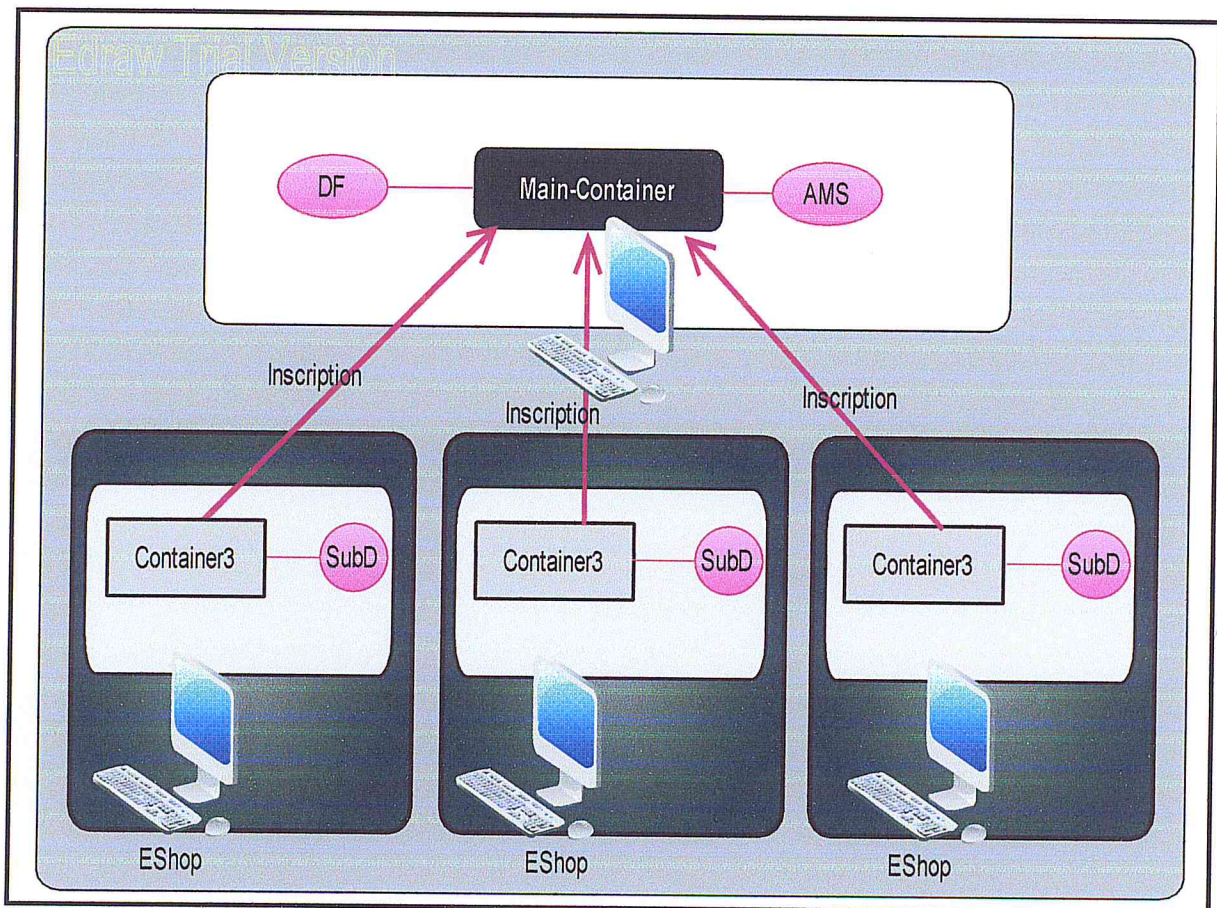 Edraw Trial Version
DF
Main-Container
AMS
Inscription
Inscription
Inscription
Container3
SubD
Container3
SubD
Container3
SubD
EShop
EShop
EShop